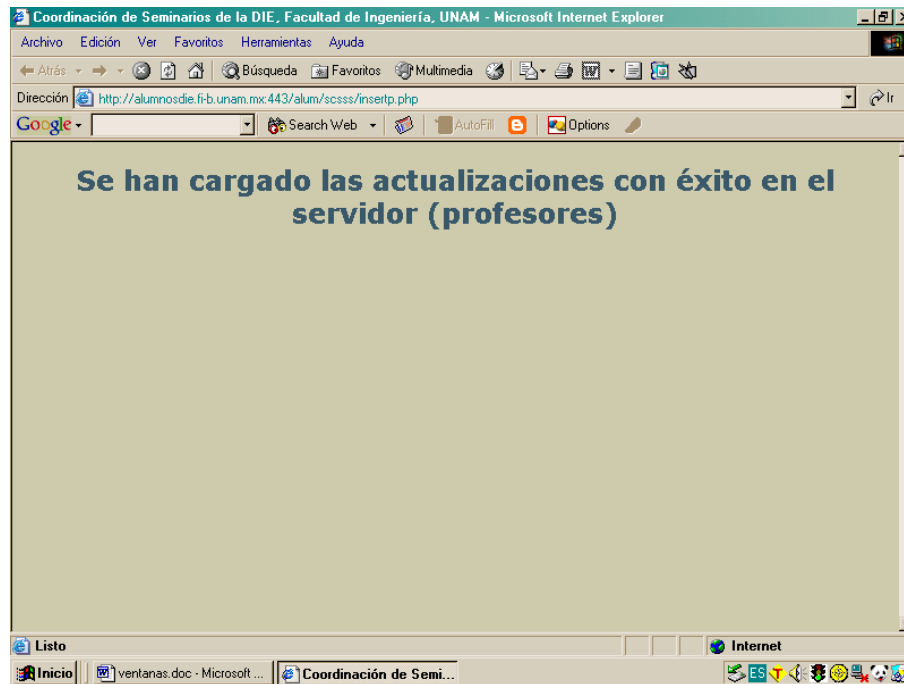 Coordinación de Seminarios de la DIE, Facultad de Ingeniería, UNAM - Microsoft Internet Explorer
Archivo Edición Ver Favoritos Herramientas Ayuda
Atrás Búsqueda Favoritos Multimedia
Dirección http://alumnosdie.fi-b.unam.mx:443/alum/scsss/insertp.php Ir
Google Search Web AutoFill Options
Se han cargado las actualizaciones con éxito en el
servidor (profesores)
Listo Internet
Inicio ventanas.doc - Microsoft ... Coordinación de Semi... ES